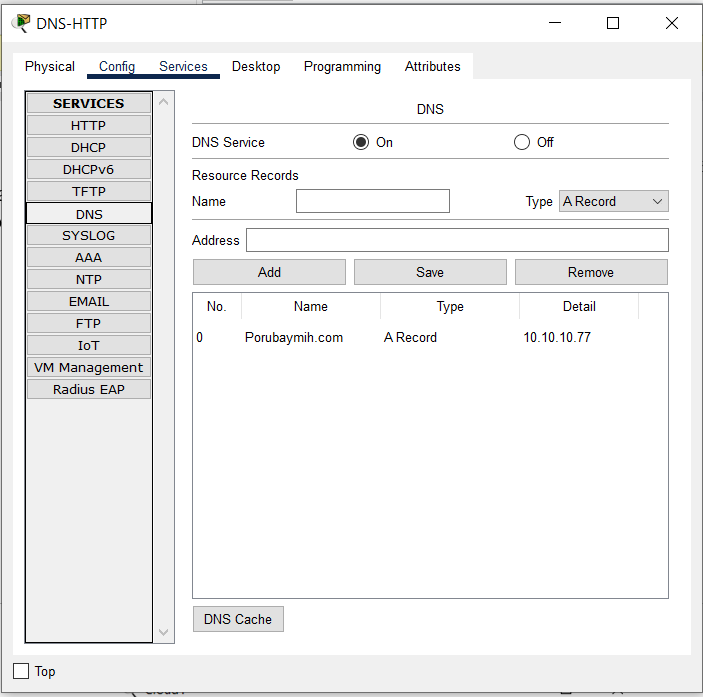 DNS-HTTP
Physical Config Services Desktop Programming Attributes
SERVICES
HTTP
DHCP
DHCPv6
TFTP
DNS
SYSLOG
AAA
NTP
EMAIL
FTP
IoT
VM Management
Radius EAP
DNS
DNS Service On Off
Resource Records
Name Type A Record
Address
Add Save Remove
No. Name Type Detail
0 Porubaymih.com A Record 10.10.10.77
DNS Cache
Top